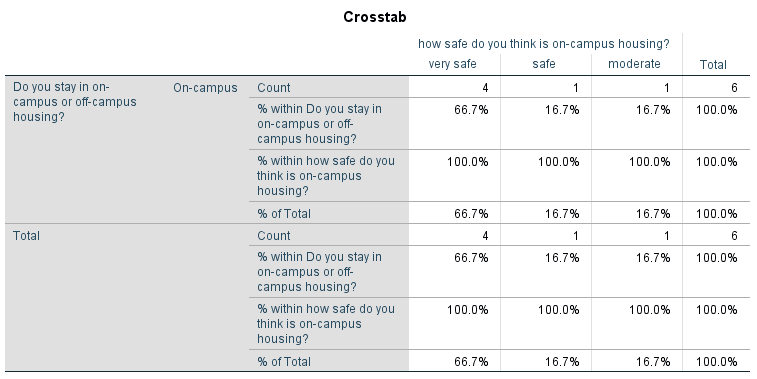 Crosstab
how safe do you think is on-campus housing?
very safe safe moderate Total
Do you stay in on-
campus or off-campus
housing?
On-campus Count 4 1 1 6
% within Do you stay in
on-campus or off-
campus housing?
66.7% 16.7% 16.7% 100.0%
% within how safe do you
think is on-campus
housing?
100.0% 100.0% 100.0% 100.0%
% of Total 66.7% 16.7% 16.7% 100.0%
Total Count 4 1 1 6
% within Do you stay in
on-campus or off-
campus housing?
66.7% 16.7% 16.7% 100.0%
% within how safe do you
think is on-campus
housing?
100.0% 100.0% 100.0% 100.0%
% of Total 66.7% 16.7% 16.7% 100.0%